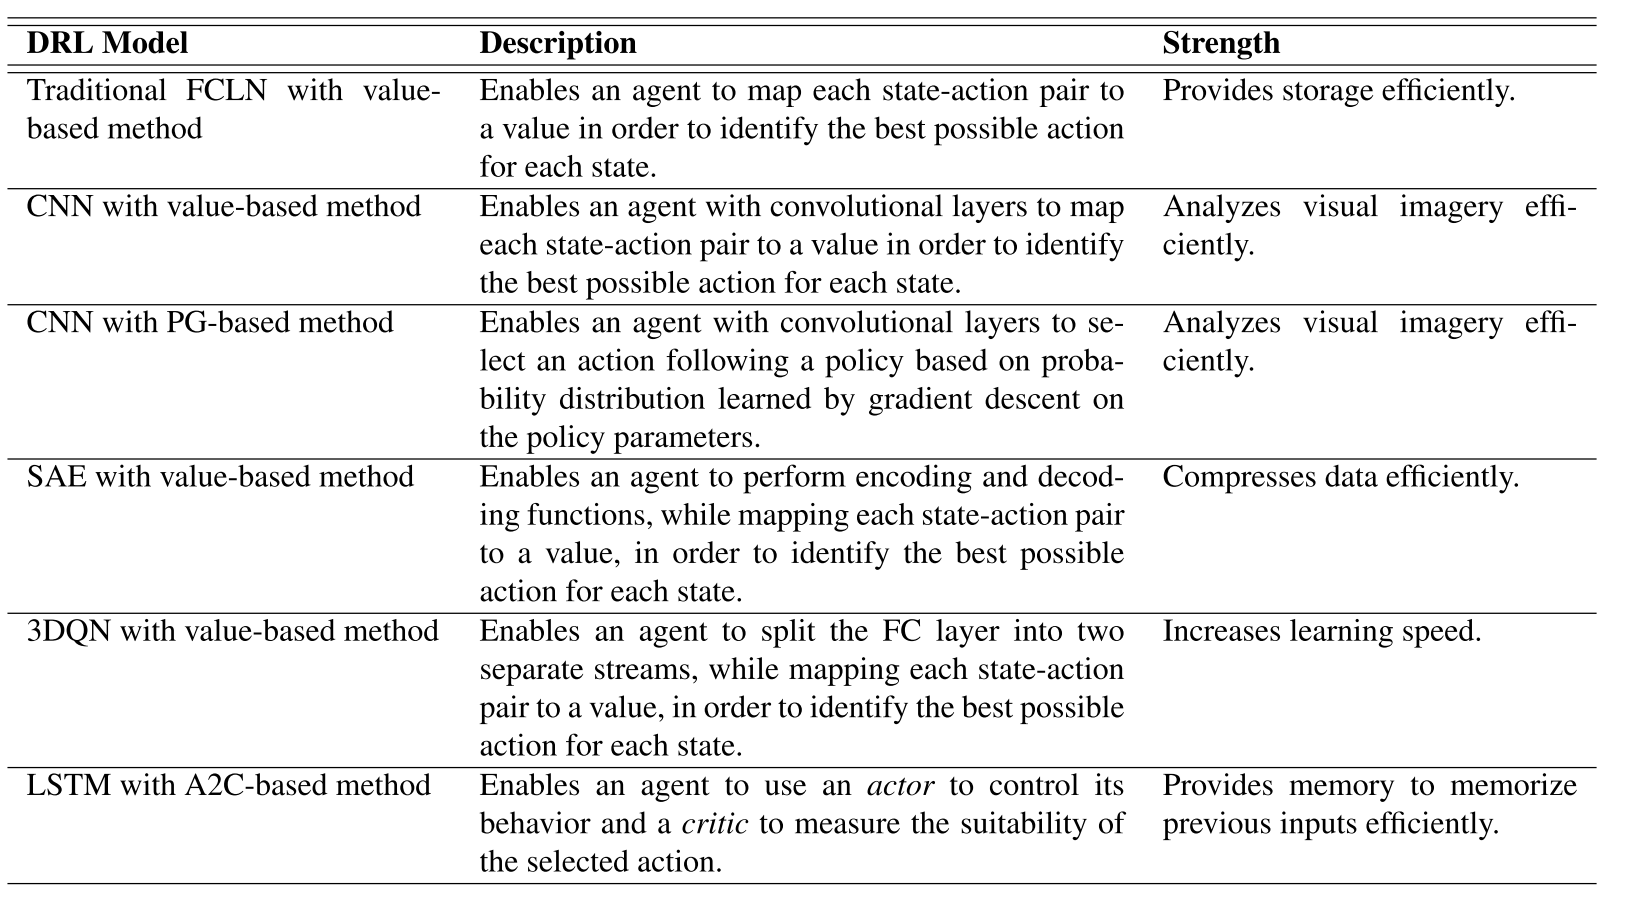 DRL Model Description Strength
Traditional FCLN with value- Enables an agent to map each state-action pair to Provides storage efficiently.
based method a value in order to identify the best possible action
for each state.
CNN with value-based method Enables an agent with convolutional layers to map Analyzes visual imagery effi-
each state-action pair to a value in order to identify ciently.
the best possible action for each state.
CNN with PG-based method Enables an agent with convolutional layers to se- Analyzes visual imagery effi-
lect an action following a policy based on proba- ciently.
bility distribution learned by gradient descent on
the policy parameters.
SAE with value-based method Enables an agent to perform encoding and decod- Compresses data efficiently.
ing functions, while mapping each state-action pair
to a value, in order to identify the best possible
action for each state.
3DQN with value-based method Enables an agent to split the FC layer into two Increases learning speed.
separate streams, while mapping each state-action
pair to a value, in order to identify the best possible
action for each state.
LSTM with A2C-based method Enables an agent to use an actor to control its Provides memory to memorize
behavior and a critic to measure the suitability of previous inputs efficiently.
the selected action.